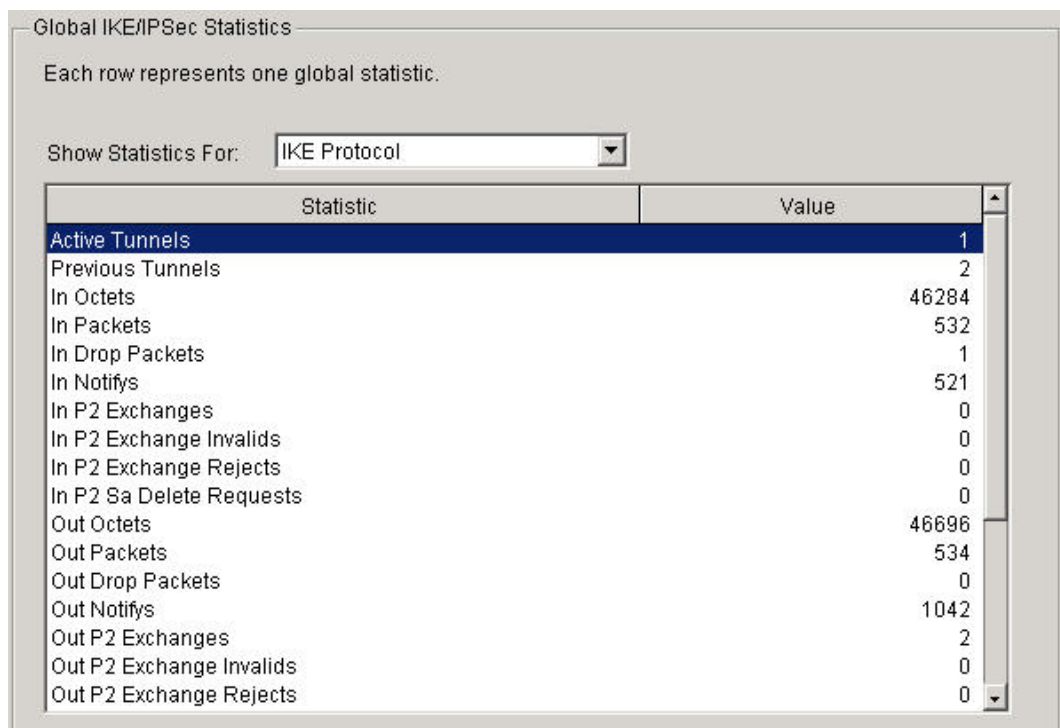 Global IKE/IPSec Statistics
Each row represents one global statistic.
Show Statistics For: IKE Protocol
Statistic Value
Active Tunnels 1
Previous Tunnels 2
In Octets 46284
In Packets 532
In Drop Packets 1
In Notifys 521
In P2 Exchanges 0
In P2 Exchange Invalids 0
In P2 Exchange Rejects 0
In P2 Sa Delete Requests 0
Out Octets 46696
Out Packets 534
Out Drop Packets 0
Out Notifys 1042
Out P2 Exchanges 2
Out P2 Exchange Invalids 0
Out P2 Exchange Rejects 0